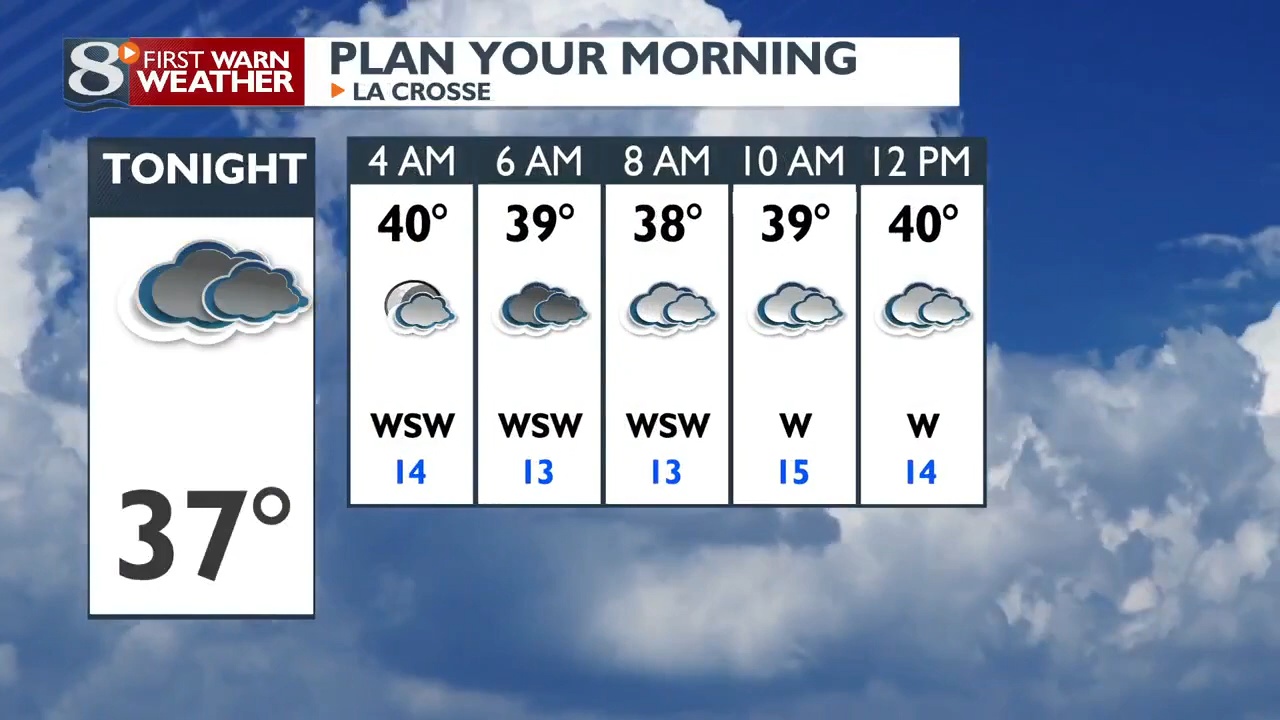 8 FIRST WARN
WEATHER
PLAN YOUR MORNING
LA CROSSE
TONIGHT
37°
4 AM 6 AM 8 AM 10 AM 12 PM
40° 39° 38° 39° 40°
WSW WSW WSW W W
14 13 13 15 14